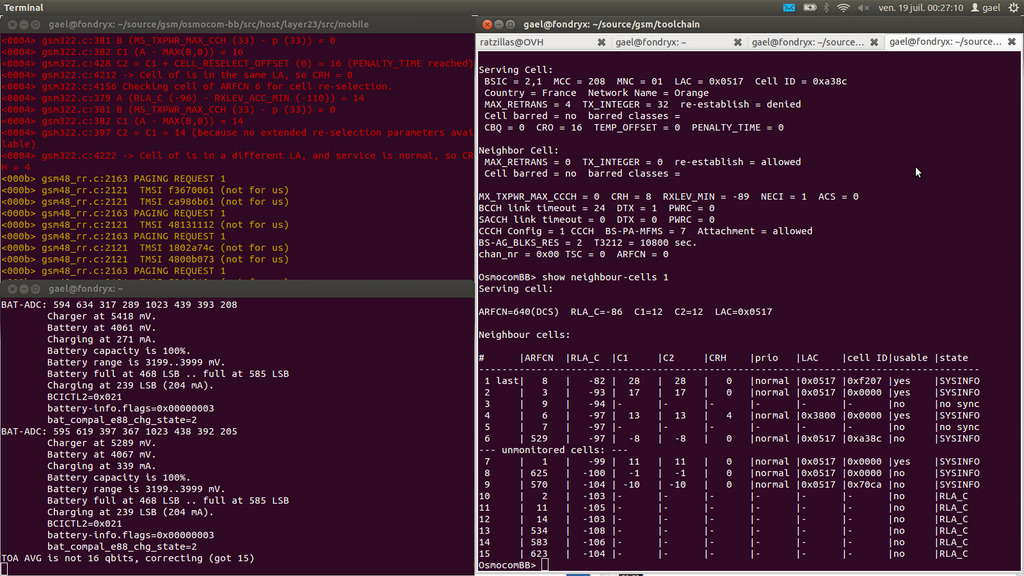 Terminal
ven. 19 juil. 00:27:10
gael
gael@fondryx: ~/source/gsm/osmocom-bb/src/host/layer23/src/mobile
<0004> gsm322.c:381 B (MS_TXPWR_MAX_CCH (33) - p (33)) = 0
<0004> gsm322.c:382 C1 (A - MAX(B,0)) = 16
<0004> gsm322.c:428 C2 = C1 + CELL_RESELECT_OFFSET (0) = 16 (PENALTY_TIME reached)
<0004> gsm322.c:4212 -> Cell of is in the same LA, so CRH = 0
<0004> gsm322.c:4156 Checking cell of ARFCN 6 for cell re-selection.
<0004> gsm322.c:379 A (RLA_C (-96) - RXLEV_ACC_MIN (-110)) = 14
<0004> gsm322.c:381 B (MS_TXPWR_MAX_CCH (33) - p (33)) = 0
<0004> gsm322.c:382 C1 (A - MAX(B,0)) = 14
<0004> gsm322.c:397 C2 = C1 = 14 (because no extended re-selection parameters avai
lable)
<0004> gsm322.c:4222 -> Cell of is in a different LA, and service is normal, so CR
H = 4
<000b> gsm48_rr.c:2163 PAGING REQUEST 1
<000b> gsm48_rr.c:2121  TMSI f3670061 (not for us)
<000b> gsm48_rr.c:2121  TMSI ca986b61 (not for us)
<000b> gsm48_rr.c:2163 PAGING REQUEST 1
<000b> gsm48_rr.c:2121  TMSI 48131112 (not for us)
<000b> gsm48_rr.c:2163 PAGING REQUEST 1
<000b> gsm48_rr.c:2121  TMSI 1802a74c (not for us)
<000b> gsm48_rr.c:2121  TMSI 4800b073 (not for us)
<000b> gsm48_rr.c:2163 PAGING REQUEST 1
gael@fondryx: ~
BAT-ADC: 594 634 317 289 1023 439 393 208
Charger at 5418 mV.
Battery at 4061 mV.
Charging at 271 mA.
Battery capacity is 100%.
Battery range is 3199..3999 mV.
Battery full at 468 LSB .. full at 585 LSB
Charging at 239 LSB (204 mA).
BCICTL2=0x021
battery-info.flags=0x00000003
bat_compal_e88_chg_state=2
BAT-ADC: 595 619 397 367 1023 438 392 205
Charger at 5289 mV.
Battery at 4067 mV.
Charging at 339 mA.
Battery capacity is 100%.
Battery range is 3199..3999 mV.
Battery full at 468 LSB .. full at 585 LSB
Charging at 239 LSB (204 mA).
BCICTL2=0x021
battery-info.flags=0x00000003
bat_compal_e88_chg_state=2
TOA AVG is not 16 qbits, correcting (got 15)
gael@fondryx: ~/source/gsm/toolchain
ratzillas@OVH
gael@fondryx: ~
gael@fondryx: ~/source...
gael@fondryx: ~/source...
Serving Cell:
BSIC = 2,1  MCC = 208  MNC = 01  LAC = 0x0517  Cell ID = 0xa38c
Country = France  Network Name = Orange
MAX_RETRANS = 4  TX_INTEGER = 32  re-establish = denied
Cell barred = no  barred classes =
CBQ = 0  CRO = 16  TEMP_OFFSET = 0  PENALTY_TIME = 0
Neighbor Cell:
MAX_RETRANS = 0  TX_INTEGER = 0  re-establish = allowed
Cell barred = no  barred classes =
MX_TXPWR_MAX_CCCH = 0  CRH = 8  RXLEV_MIN = -89  NECI = 1  ACS = 0
BCCH link timeout = 24  DTX = 1  PWRC = 0
SACCH link timeout = 0  DTX = 0  PWRC = 0
CCCH Config = 1 CCCH  BS-PA-MFMS = 7  Attachment = allowed
BS-AG_BLKS_RES = 2  T3212 = 10800 sec.
chan_nr = 0x00 TSC = 0  ARFCN = 0
OsmocomBB> show neighbour-cells 1
Serving cell:
ARFCN=640(DCS)  RLA_C=-86  C1=12  C2=12  LAC=0x0517
Neighbour cells:
#      |ARFCN |RLA_C |C1    |C2    |CRH   |prio  |LAC   |cell ID|usable |state
----------------------------------------------------------------------------
1 last|   8  |  -82 |  28  |  28  |   0  |normal |0x0517 |0xf207 |yes    |SYSINFO
2     |   3  |  -93 |  17  |  17  |   0  |normal |0x0517 |0x0000 |yes    |SYSINFO
3     |   9  |  -94 |-     |-     |-     |-      |-      |-      |no     |no sync
4     |   6  |  -97 |  13  |  13  |   4  |normal |0x3800 |0x0000 |yes    |SYSINFO
5     |   7  |  -97 |-     |-     |-     |-      |-      |-      |no     |no sync
6     | 529  |  -97 |  -8  |  -8  |   0  |normal |0x0517 |0xa38c |no     |SYSINFO
--- unmonitored cells: ---
7     |   1  |  -99 |  11  |  11  |   0  |normal |0x0517 |0x0000 |yes    |SYSINFO
8     | 625  | -100 |  -1  |  -1  |   0  |normal |0x0517 |0x0000 |no     |SYSINFO
9     | 570  | -104 | -10  | -10  |   0  |normal |0x0517 |0x70ca |no     |SYSINFO
10    |   2  | -103 |-     |-     |-     |-      |-      |-      |no     |RLA_C
11    |  11  | -105 |-     |-     |-     |-      |-      |-      |no     |RLA_C
12    |  14  | -103 |-     |-     |-     |-      |-      |-      |no     |RLA_C
13    | 534  | -108 |-     |-     |-     |-      |-      |-      |no     |RLA_C
14    | 583  | -106 |-     |-     |-     |-      |-      |-      |no     |RLA_C
15    | 623  | -104 |-     |-     |-     |-      |-      |-      |no     |RLA_C
OsmocomBB>